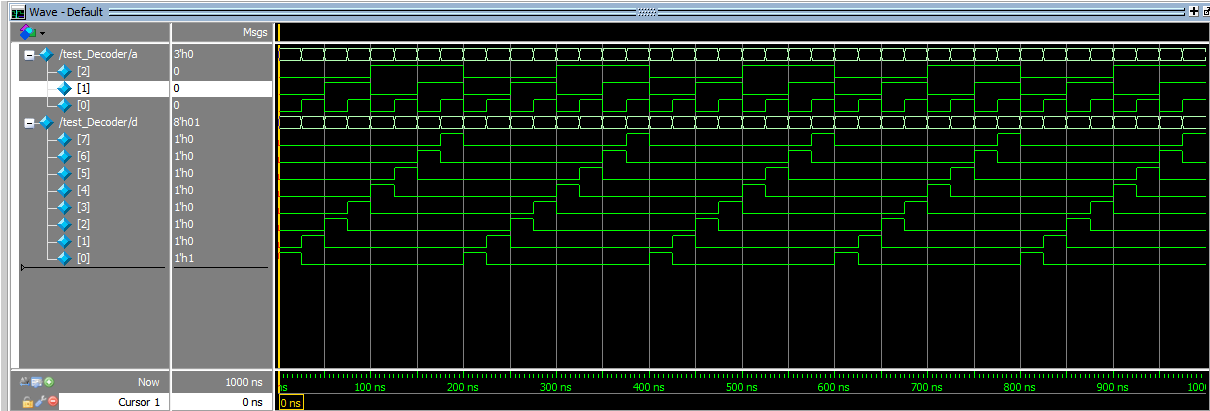 Wave - Default
Msgs
/test_Decoder/a 3'h0
[2] 0
[1] 0
[0] 0
/test_Decoder/d 8'h01
[7] 1'h0
[6] 1'h0
[5] 1'h0
[4] 1'h0
[3] 1'h0
[2] 1'h0
[1] 1'h0
[0] 1'h1
Now 1000 ns ns 100 ns 200 ns 300 ns 400 ns 500 ns 600 ns 700 ns 800 ns 900 ns 1000
Cursor 1 0 ns 0 ns